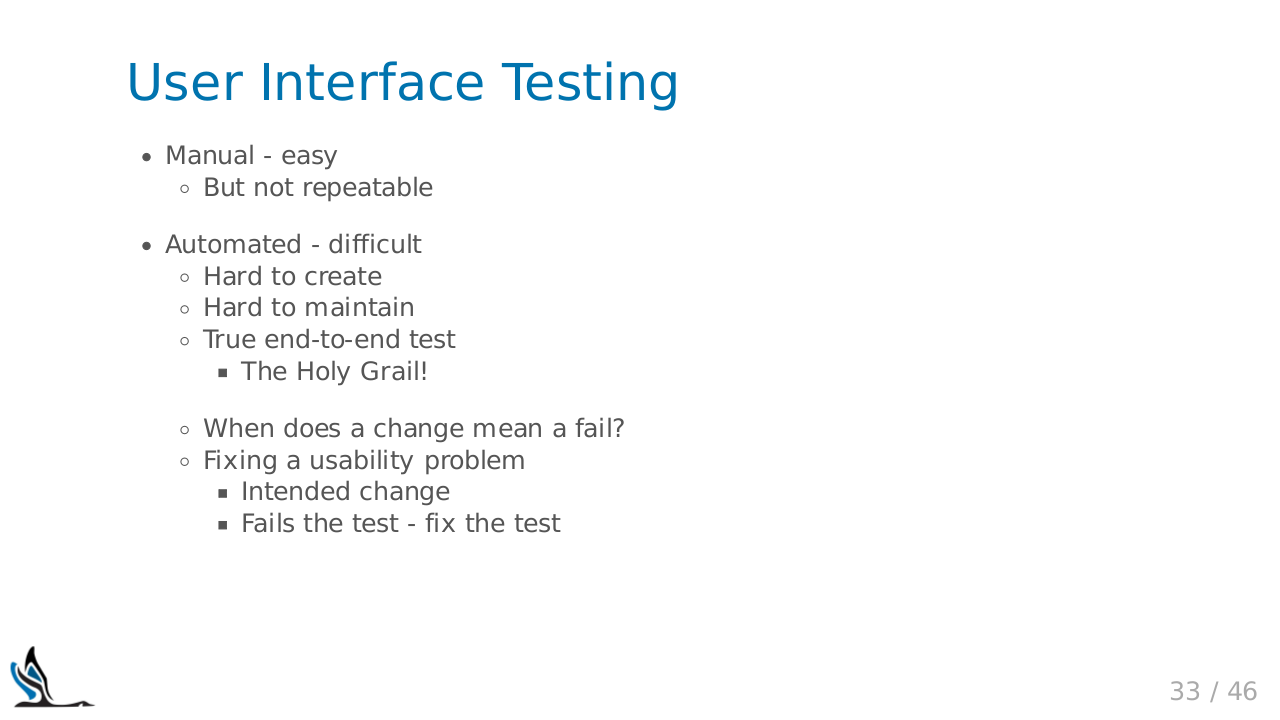 User Interface Testing
• Manual - easy
◦ But not repeatable
• Automated - difficult
◦ Hard to create
◦ Hard to maintain
◦ True end-to-end test
▪ The Holy Grail!
◦ When does a change mean a fail?
◦ Fixing a usability problem
▪ Intended change
▪ Fails the test - fix the test
33 / 46